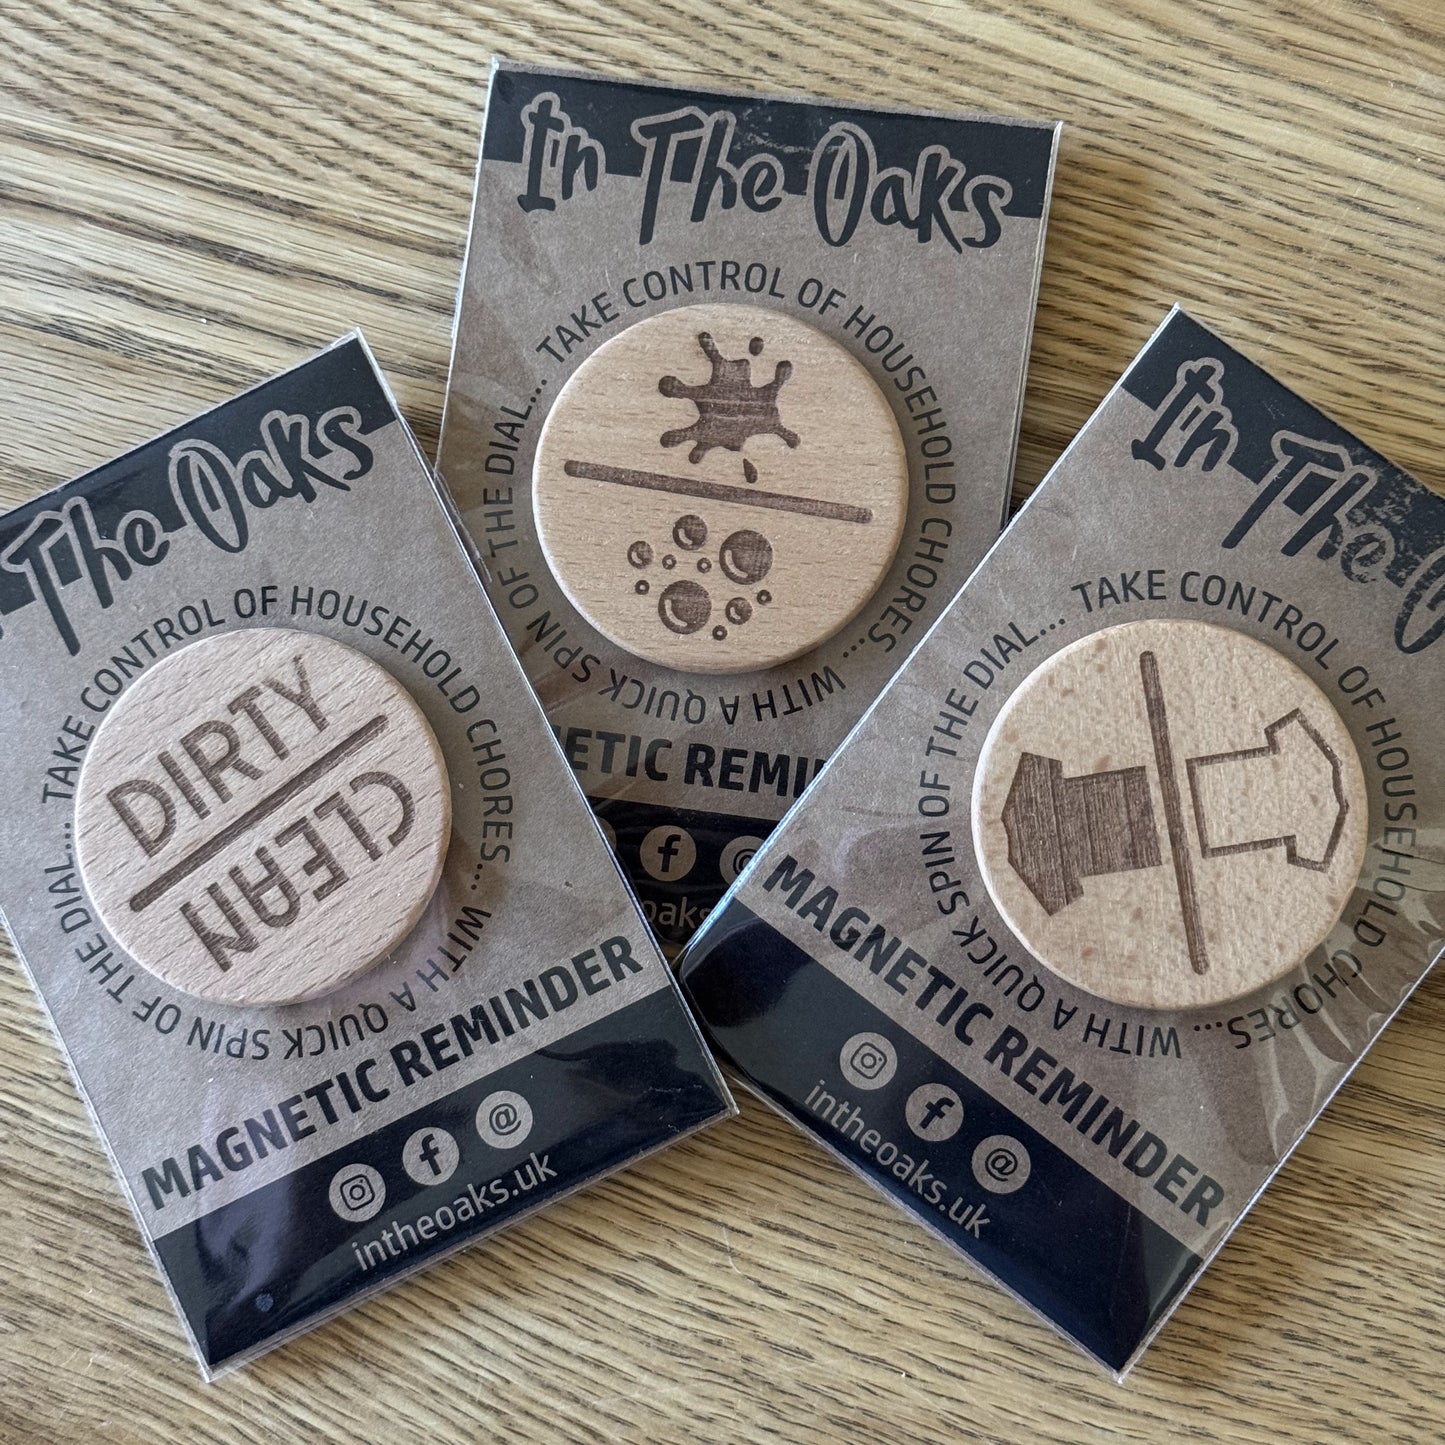 The Oaks
TAKE CONTROL OF HOUSEHOLD CHORES.... WITH A QUICK SPIN OF THE DIAL....
DIRTY
CLEAN
MAGNETIC REMINDER
intheoaks.uk
In The Oaks
TAKE CONTROL OF HOUSEHOLD CHORES.... WITH A QUICK SPIN OF THE DIAL....
NETIC REMI
oaks
In The O
TAKE CONTROL OF HOUSEHOLD CHORES.... WITH A QUICK SPIN OF THE DIAL....
MAGNETIC REMINDER
intheoaks.uk